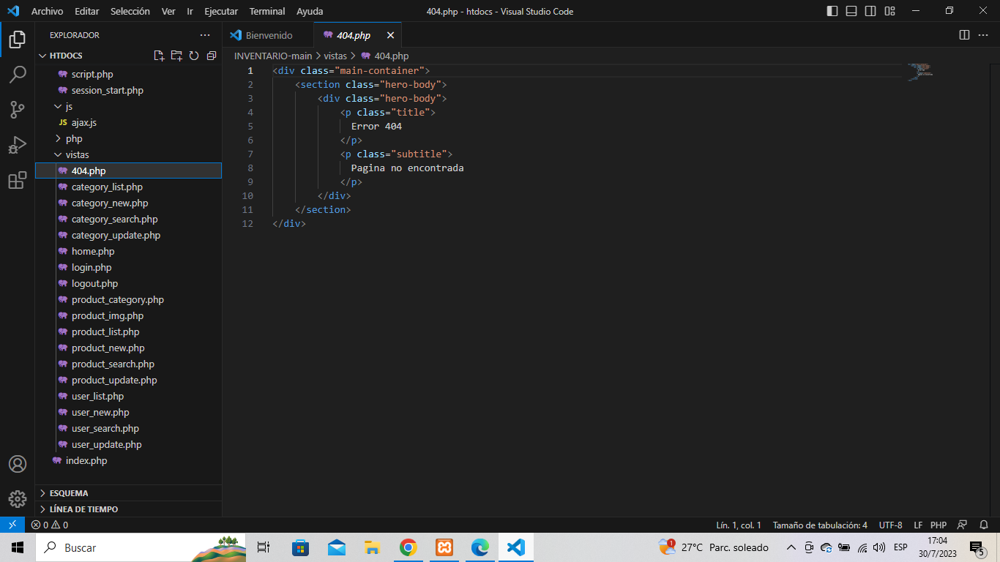 Archivo Editar Selección Ver Ir Ejecutar Terminal Ayuda 404.php - htdocs - Visual Studio Code
EXPLORADOR
HTDOCS
script.php
session_start.php
js
JS ajax.js
php
vistas
404.php
category_list.php
category_new.php
category_search.php
category_update.php
home.php
login.php
logout.php
product_category.php
product_img.php
product_list.php
product_new.php
product_search.php
product_update.php
user_list.php
user_new.php
user_search.php
user_update.php
index.php
ESQUEMA
LÍNEA DE TIEMPO
Bienvenido 404.php
INVENTARIO-main > vistas > 404.php
1 <div class="main-container">
2 <section class="hero-body">
3 <div class="hero-body">
4 <p class="title">
5 Error 404
6 </p>
7 <p class="subtitle">
8 Pagina no encontrada
9 </p>
10 </div>
11 </section>
12 </div>
0 0 Lín. 1, col. 1 Tamaño de tabulación: 4 UTF-8 LF PHP
Buscar 1 27°C Parc. soleado ESP 17:04
30/7/2023 5